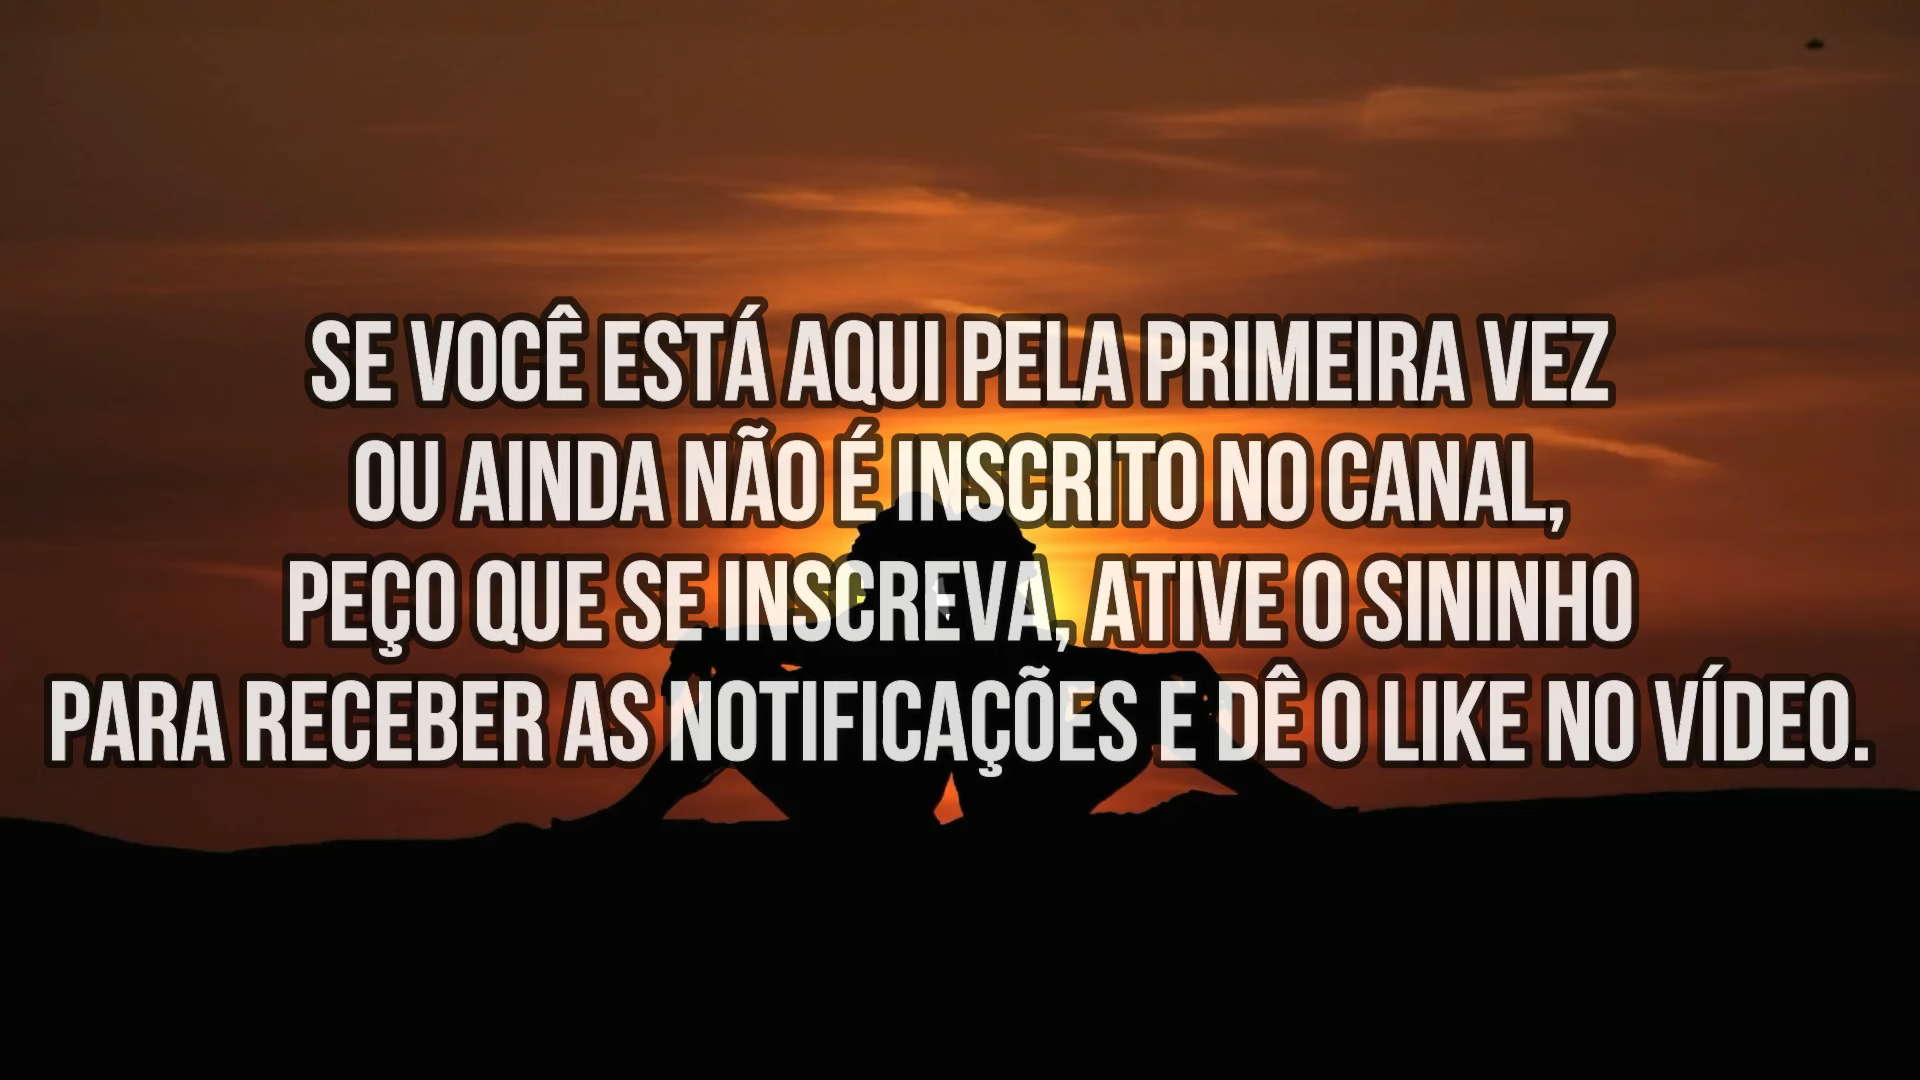 SE VOCÊ ESTÁ AQUI PELA PRIMEIRA VEZ
OU AINDA NÃO É INSCRITO NO CANAL,
PEÇO QUE SE INSCREVA, ATIVE O SININHO
PARA RECEBER AS NOTIFICAÇÕES E DÊ O LIKE NO VÍDEO.